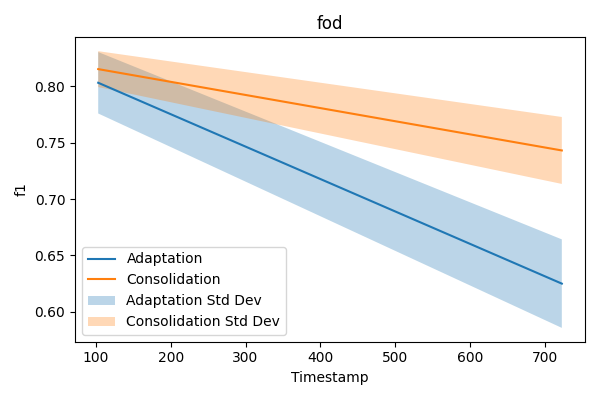 fod
f1
0.80
0.75
0.70
0.65
0.60
Adaptation
Consolidation
Adaptation Std Dev
Consolidation Std Dev
100 200 300 400 500 600 700
Timestamp